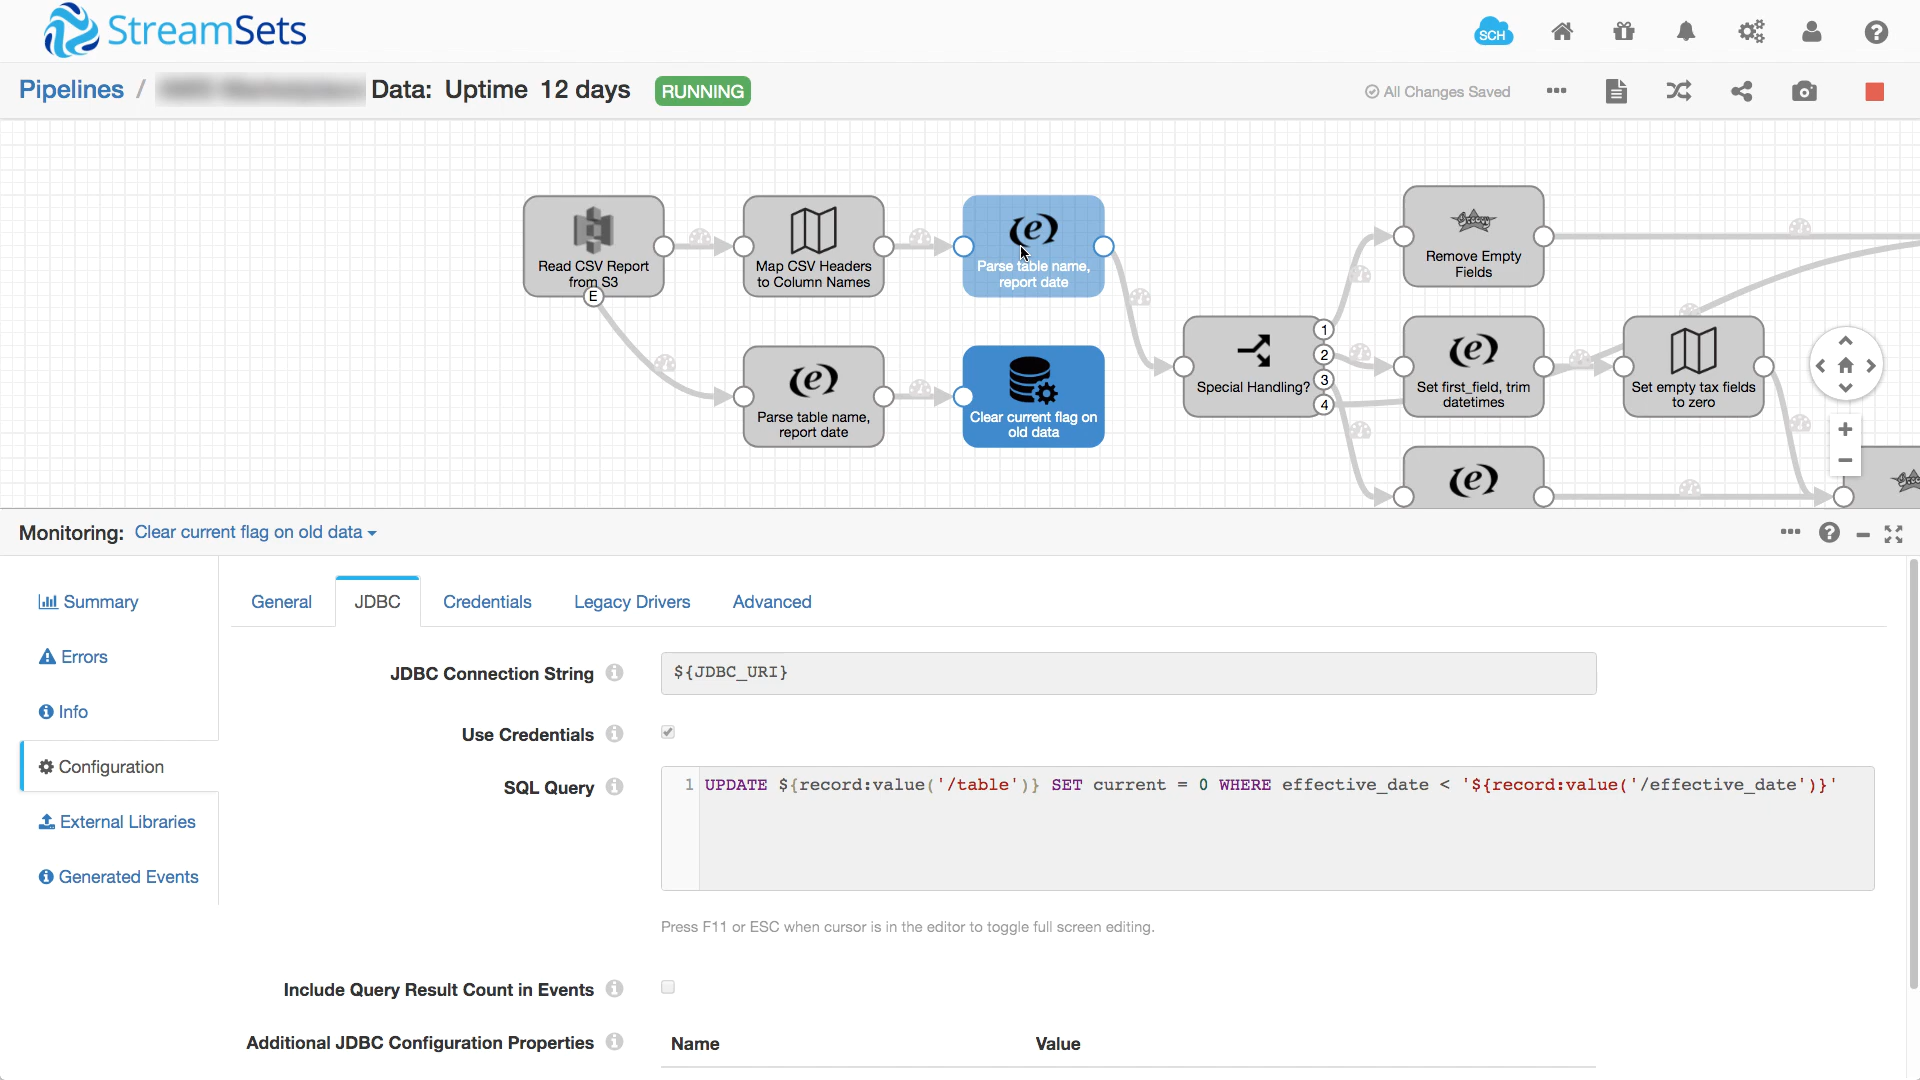 StreamSets
SCH
Pipelines / Data: Uptime 12 days RUNNING
All Changes Saved
Read CSV Report
from S3
E
Map CSV Headers
to Column Names
Parse table name,
report date
Parse table name,
report date
Clear current flag on
old data
Special Handling?
1
2
3
4
Remove Empty
Fields
Set first_field, trim
datetimes
Set empty tax fields
to zero
Monitoring: Clear current flag on old data
Summary
Errors
Info
Configuration
External Libraries
Generated Events
General
JDBC
Credentials
Legacy Drivers
Advanced
JDBC Connection String
${JDBC_URI}
Use Credentials
SQL Query
1 UPDATE ${record:value('/table')} SET current = 0 WHERE effective_date < '${record:value('/effective_date')}'
Press F11 or ESC when cursor is in the editor to toggle full screen editing.
Include Query Result Count in Events
Additional JDBC Configuration Properties
Name
Value